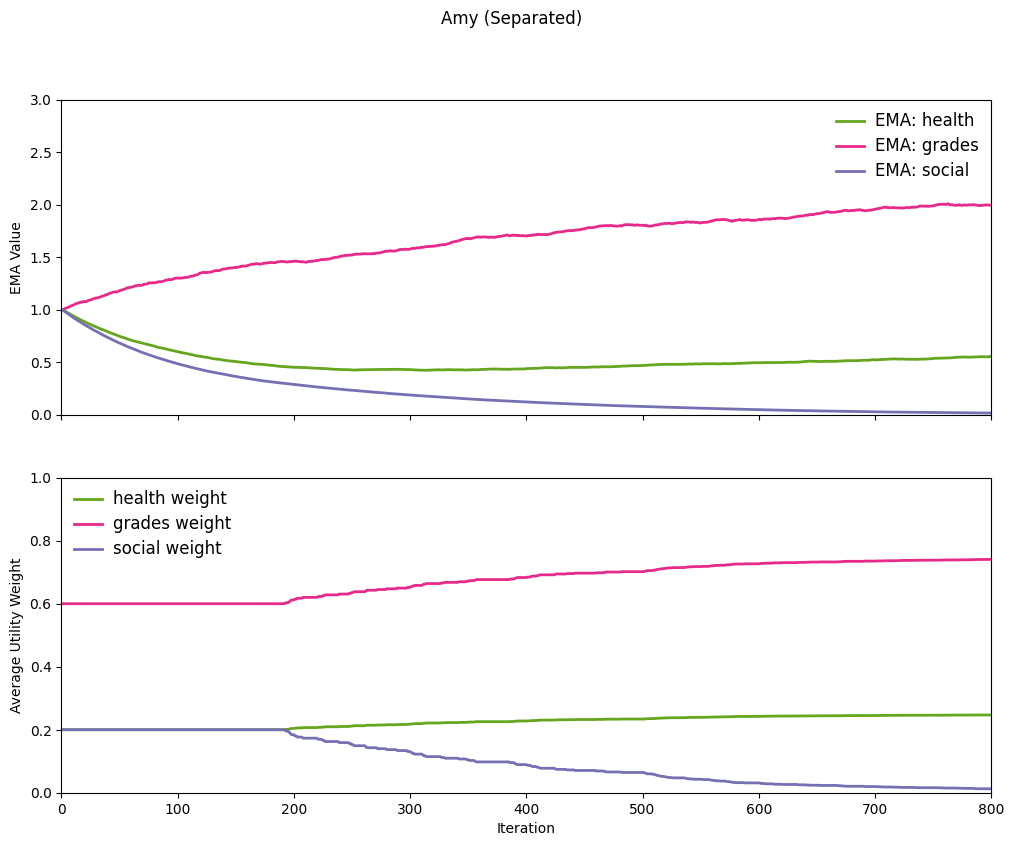 Amy (Separated)
3.0
2.5
2.0
1.5
1.0
0.5
0.0
EMA Value
EMA: health
EMA: grades
EMA: social
1.0
0.8
0.6
0.4
0.2
0.0
Average Utility Weight
health weight
grades weight
social weight
0 100 200 300 400 500 600 700 800
Iteration